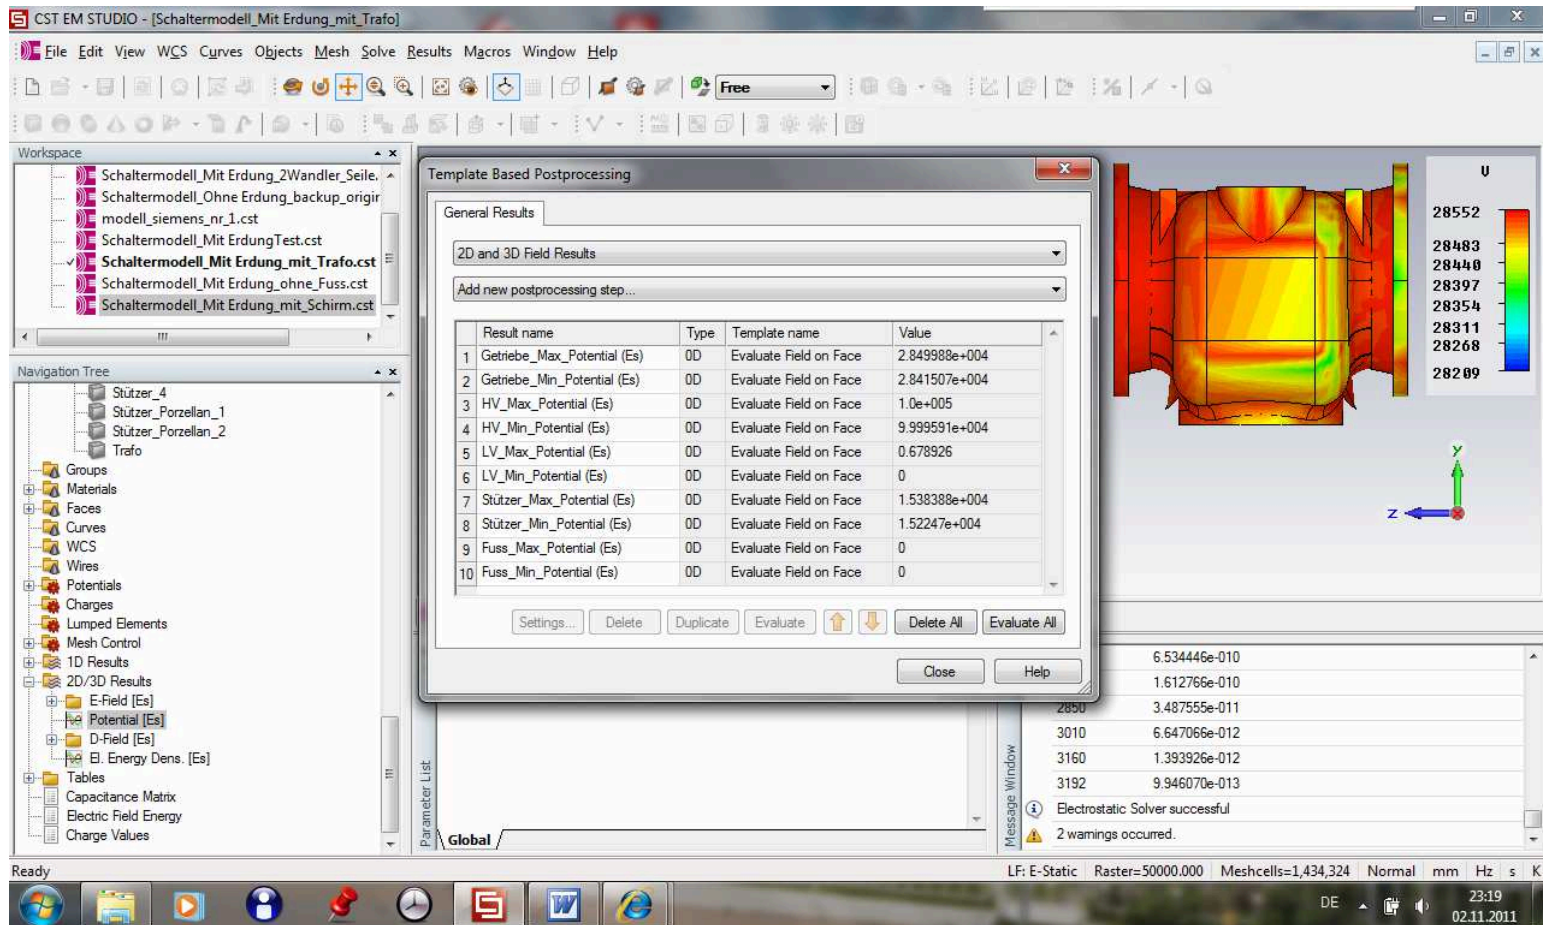 CST EM STUDIO - [Schaltermodell_Mit Erdung_mit_Trafo]
File Edit View WCS Curves Objects Mesh Solve Results Macros Window Help
Free
Workspace
Schaltermodell_Mit Erdung_2Wandler_Seile.
Schaltermodell_Ohne Erdung_backup_origir
modell_siemens_nr_1.cst
Schaltermodell_Mit ErdungTest.cst
Schaltermodell_Mit Erdung_mit_Trafo.cst
Schaltermodell_Mit Erdung_ohne_Fuss.cst
Schaltermodell_Mit Erdung_mit_Schirm.cst
Navigation Tree
Stützer_4
Stützer_Porzellan_1
Stützer_Porzellan_2
Trafo
Groups
Materials
Faces
Curves
WCS
Wires
Potentials
Charges
Lumped Elements
Mesh Control
1D Results
2D/3D Results
E-Field [Es]
Potential [Es]
D-Field [Es]
El. Energy Dens. [Es]
Tables
Capacitance Matrix
Electric Field Energy
Charge Values
Template Based Postprocessing
General Results
2D and 3D Field Results
Add new postprocessing step...
Result name Type Template name Value
1 Getriebe_Max_Potential (Es) 0D Evaluate Field on Face 2.849988e+004
2 Getriebe_Min_Potential (Es) 0D Evaluate Field on Face 2.841507e+004
3 HV_Max_Potential (Es) 0D Evaluate Field on Face 1.0e+005
4 HV_Min_Potential (Es) 0D Evaluate Field on Face 9.999591e+004
5 LV_Max_Potential (Es) 0D Evaluate Field on Face 0.678926
6 LV_Min_Potential (Es) 0D Evaluate Field on Face 0
7 Stützer_Max_Potential (Es) 0D Evaluate Field on Face 1.538388e+004
8 Stützer_Min_Potential (Es) 0D Evaluate Field on Face 1.52247e+004
9 Fuss_Max_Potential (Es) 0D Evaluate Field on Face 0
10 Fuss_Min_Potential (Es) 0D Evaluate Field on Face 0
Settings... Delete Duplicate Evaluate Delete All Evaluate All
Close Help
V
28552
28483
28440
28397
28354
28311
28268
28209
y
z
Parameter List
Global
Message Window
6.534446e-010
1.612766e-010
2850 3.487555e-011
3010 6.647066e-012
3160 1.393926e-012
3192 9.946070e-013
Electrostatic Solver successful
2 warnings occurred.
Ready LF: E-Static Raster=50000.000 Meshcells=1,434,324 Normal mm Hz s K
DE 23:19
02.11.2011